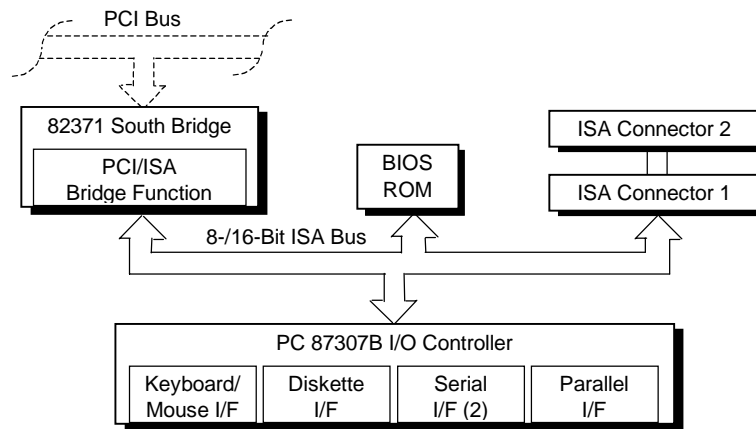 PCI Bus
82371 South Bridge
PCI/ISA
Bridge Function
BIOS
ROM
ISA Connector 2
ISA Connector 1
8-/16-Bit ISA Bus
PC 87307B I/O Controller
Keyboard/
Mouse I/F
Diskette
I/F
Serial
I/F (2)
Parallel
I/F